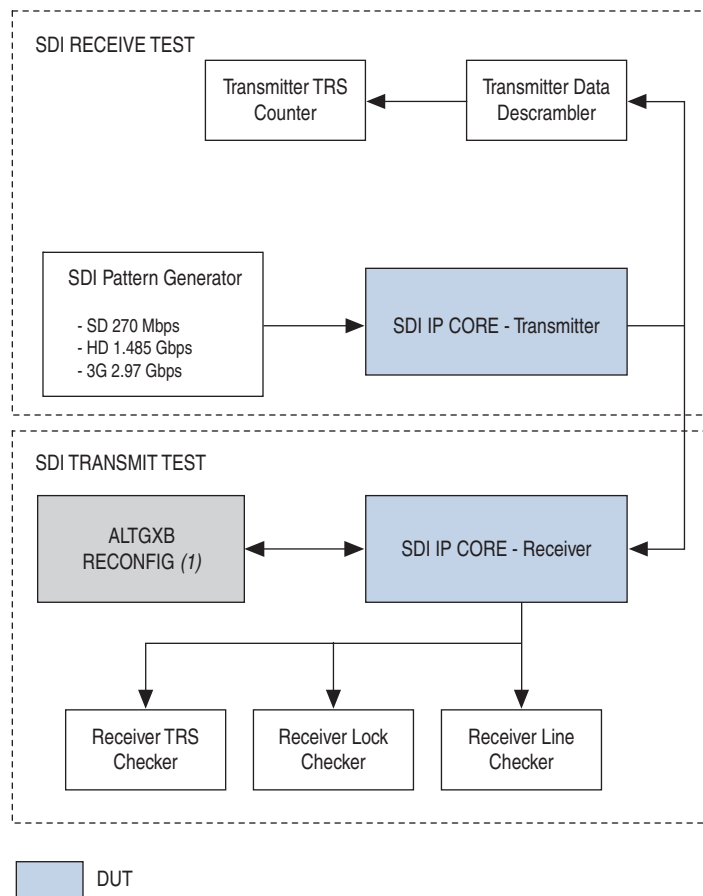 SDI RECEIVE TEST
Transmitter TRS
Counter
Transmitter Data
Descrambler
SDI Pattern Generator
- SD 270 Mbps
- HD 1.485 Gbps
- 3G 2.97 Gbps
SDI IP CORE - Transmitter
SDI TRANSMIT TEST
ALTGXB
RECONFIG (1)
SDI IP CORE - Receiver
Receiver TRS
Checker
Receiver Lock
Checker
Receiver Line
Checker
DUT